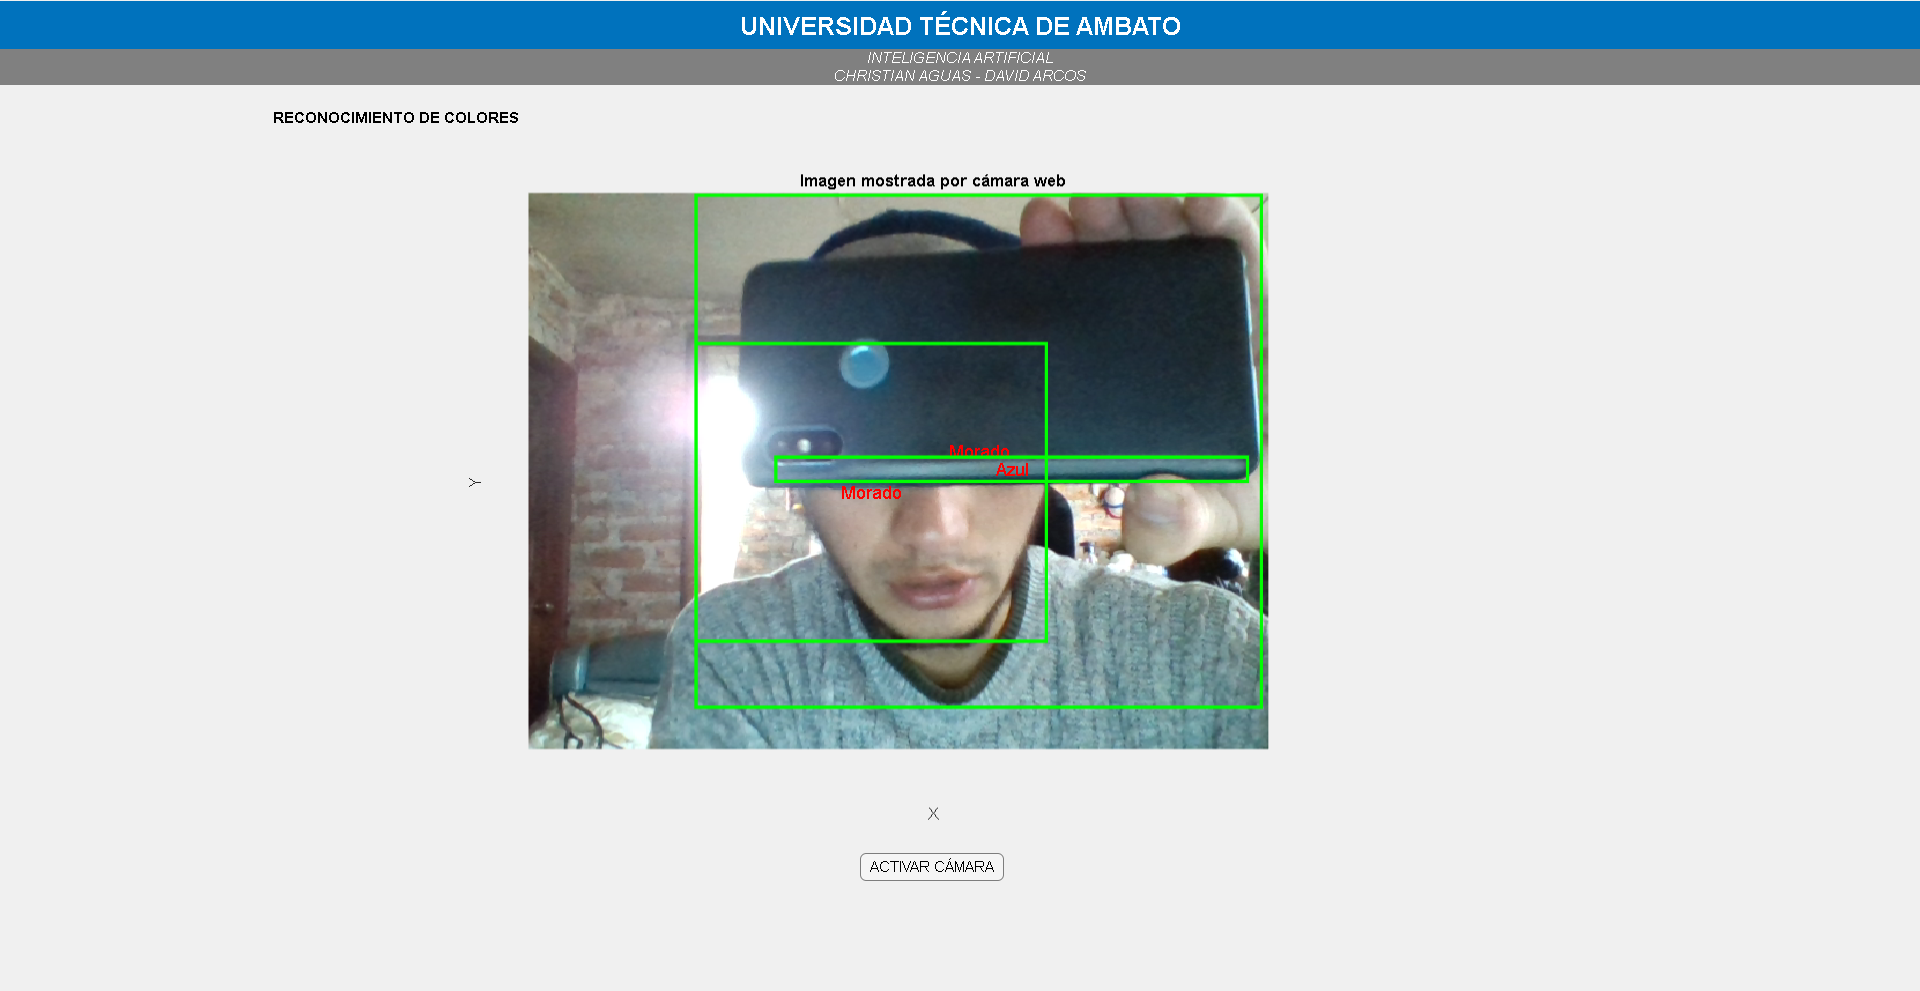 UNIVERSIDAD TÉCNICA DE AMBATO
INTELIGENCIA ARTIFICIAL
CHRISTIAN AGUAS - DAVID ARCOS
RECONOCIMIENTO DE COLORES
Imagen mostrada por cámara web
Morado
Azul
Morado
Y
X
ACTIVAR CÁMARA